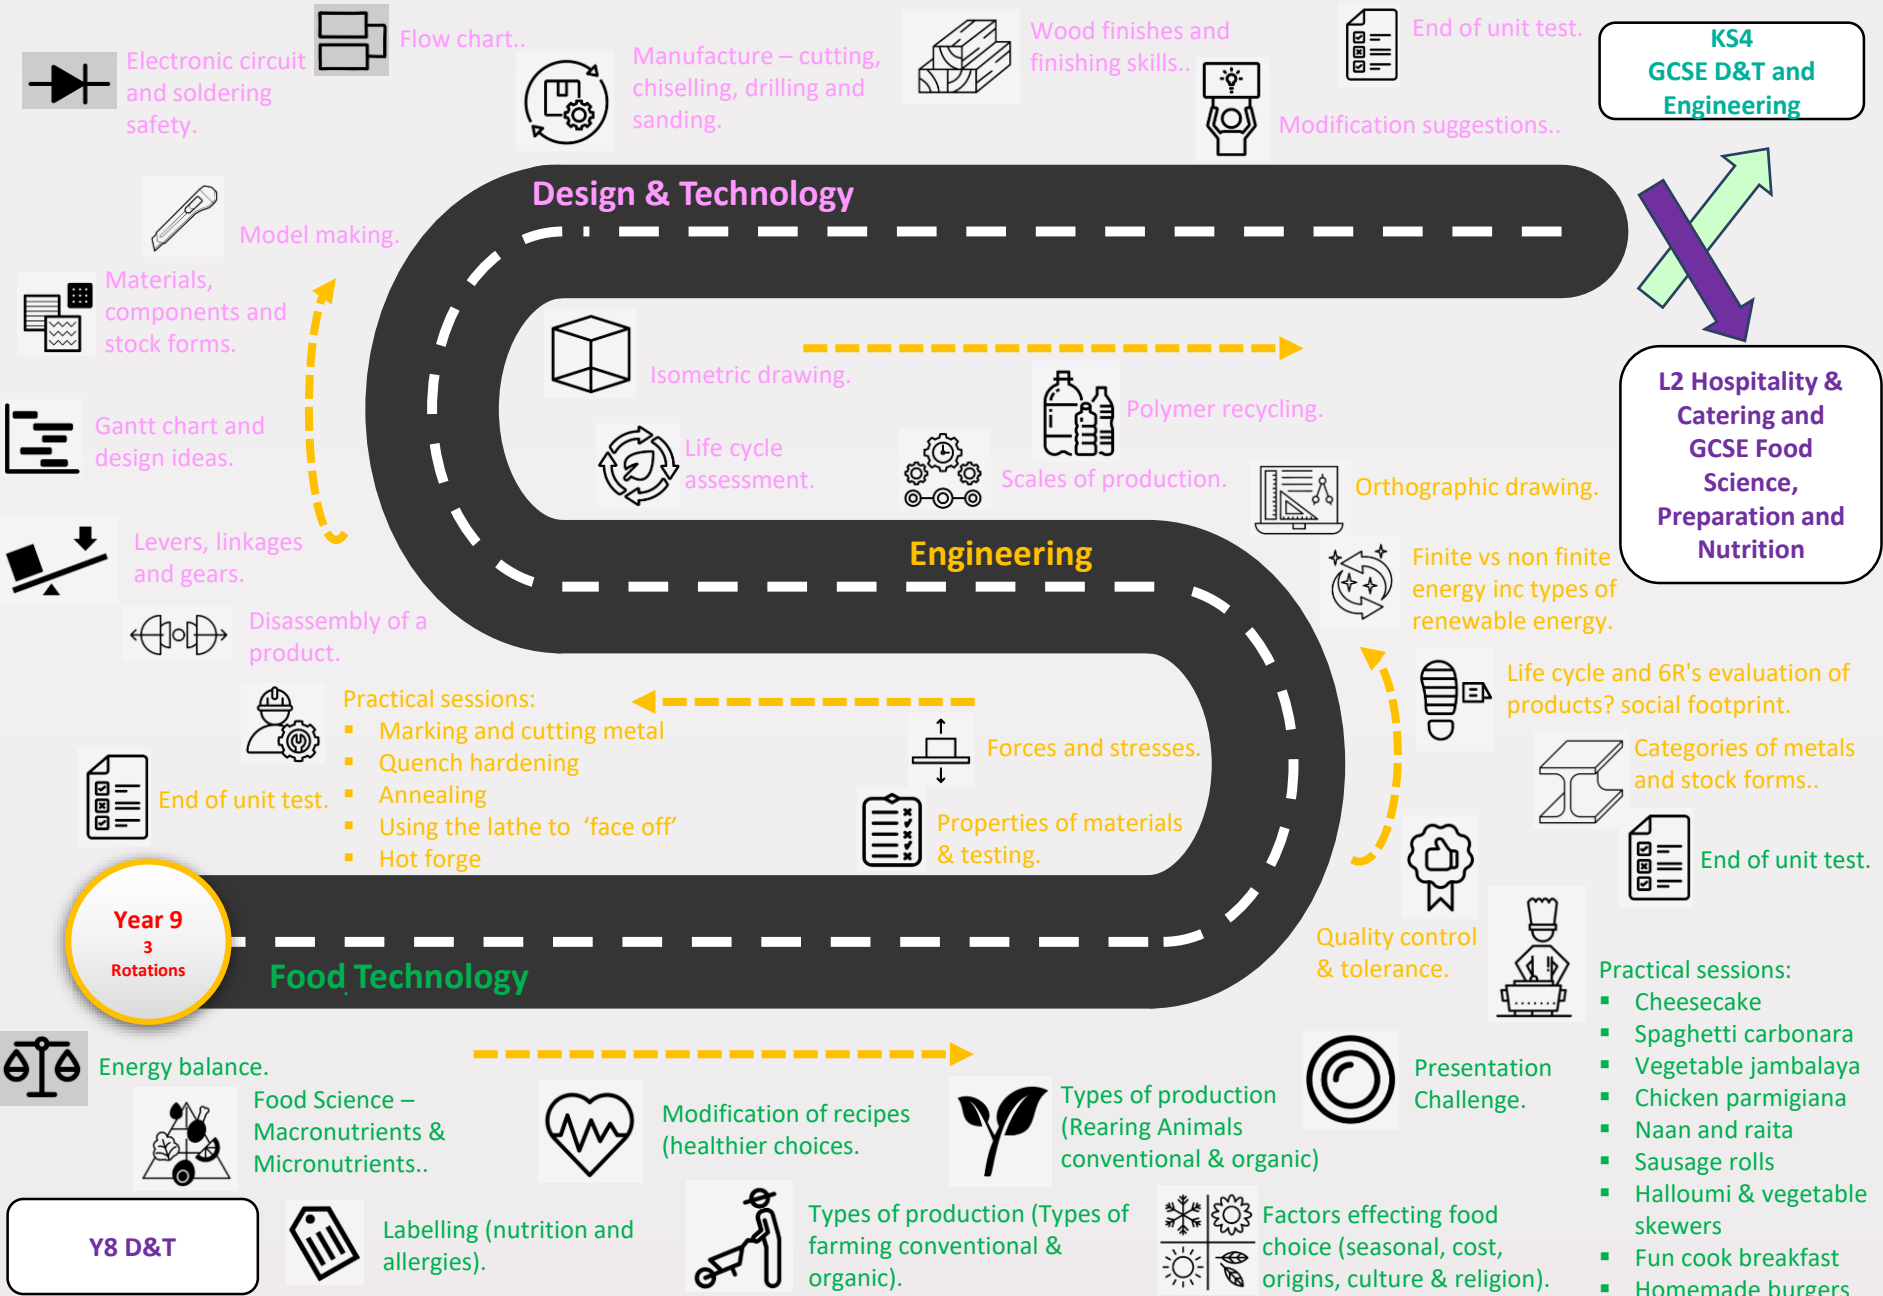 Electronic circuit
and soldering
safety.
Flow chart..
Manufacture – cutting,
chiselling, drilling and
sanding.
Wood finishes and
finishing skills..
Modification suggestions..
End of unit test.
KS4
GCSE D&T and
Engineering
Design & Technology
Model making.
Materials,
components and
stock forms.
Gantt chart and
design ideas.
Levers, linkages
and gears.
Disassembly of a
product.
Isometric drawing.
Polymer recycling.
Life cycle
assessment.
Scales of production.
L2 Hospitality &
Catering and
GCSE Food
Science,
Preparation and
Nutrition
Engineering
Orthographic drawing.
Finite vs non finite
energy inc types of
renewable energy.
Life cycle and 6R's evaluation of
products? social footprint.
Categories of metals
and stock forms..
Quality control
& tolerance.
Forces and stresses.
Properties of materials
& testing.
Practical sessions:
▪ Marking and cutting metal
▪ Quench hardening
▪ Annealing
▪ Using the lathe to ‘face off’
▪ Hot forge
End of unit test.
Year 9
3
Rotations
Food Technology
End of unit test.
Practical sessions:
▪ Cheesecake
▪ Spaghetti carbonara
▪ Vegetable jambalaya
▪ Chicken parmigiana
▪ Naan and raita
▪ Sausage rolls
▪ Halloumi & vegetable
skewers
▪ Fun cook breakfast
▪ Homemade burgers
Energy balance.
Food Science –
Macronutrients &
Micronutrients..
Modification of recipes
(healthier choices.
Types of production
(Rearing Animals
conventional & organic)
Presentation
Challenge.
Y8 D&T
Labelling (nutrition and
allergies).
Types of production (Types of
farming conventional &
organic).
Factors effecting food
choice (seasonal, cost,
origins, culture & religion).